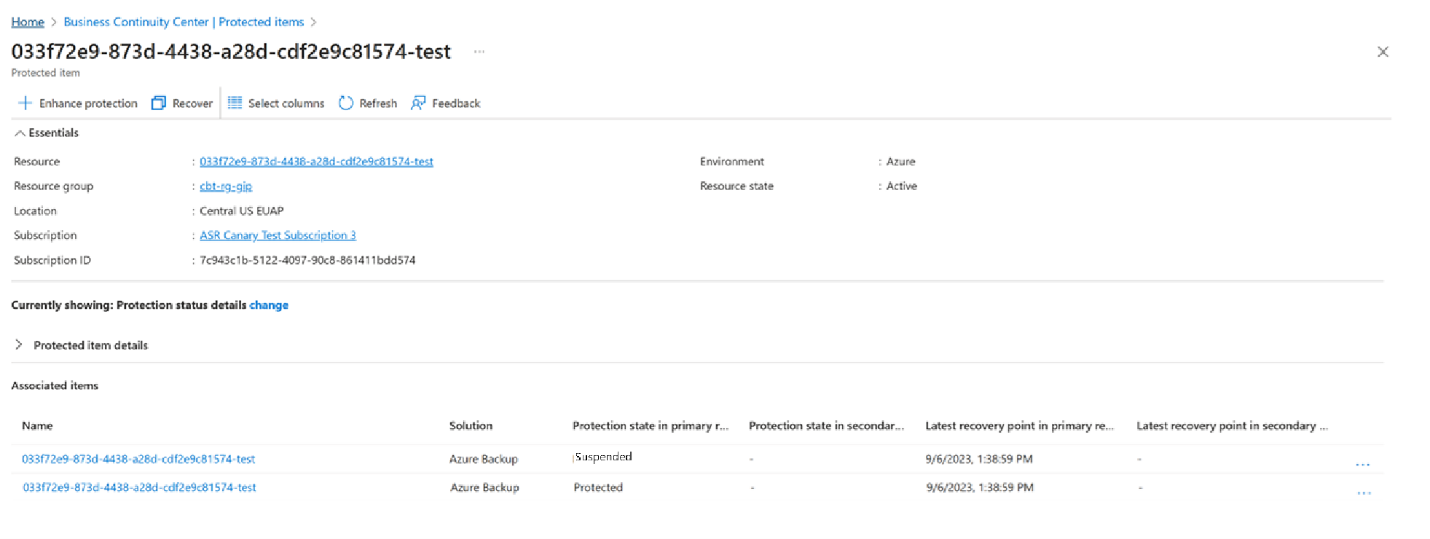 Home > Business Continuity Center | Protected items >
033f72e9-873d-4438-a28d-cdf2e9c81574-test ...
Protected item
Enhance protection Recover Select columns Refresh Feedback
Essentials
Resource : 033f72e9-873d-4438-a28d-cdf2e9c81574-test Environment : Azure
Resource group : cbt-rg-gip Resource state : Active
Location : Central US EUAP
Subscription : ASR Canary Test Subscription 3
Subscription ID : 7c943c1b-5122-4097-90c8-861411bdd574
Currently showing: Protection status details change
Protected item details
Associated items
Name Solution Protection state in primary r... Protection state in secondar... Latest recovery point in primary re... Latest recovery point in secondary ...
033f72e9-873d-4438-a28d-cdf2e9c81574-test Azure Backup Suspended - 9/6/2023, 1:38:59 PM - ...
033f72e9-873d-4438-a28d-cdf2e9c81574-test Azure Backup Protected - 9/6/2023, 1:38:59 PM - ...